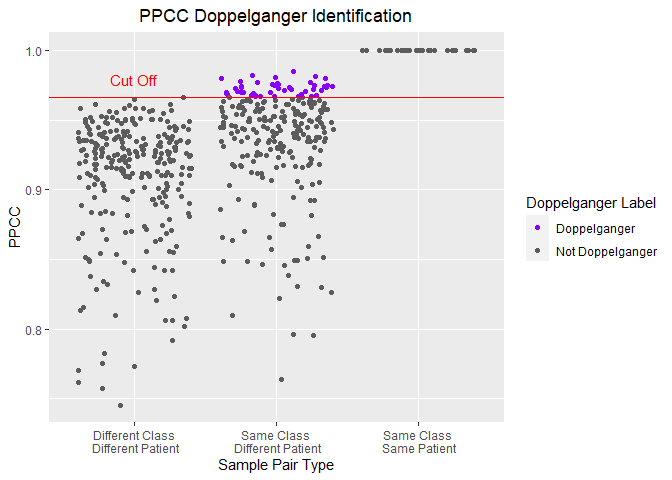 PPCC Doppelganger Identification
1.0
0.9
0.8
PPCC
Cut Off
Different Class
Different Patient
Same Class
Different Patient
Same Class
Same Patient
Sample Pair Type
Doppelganger Label
Doppelganger
Not Doppelganger